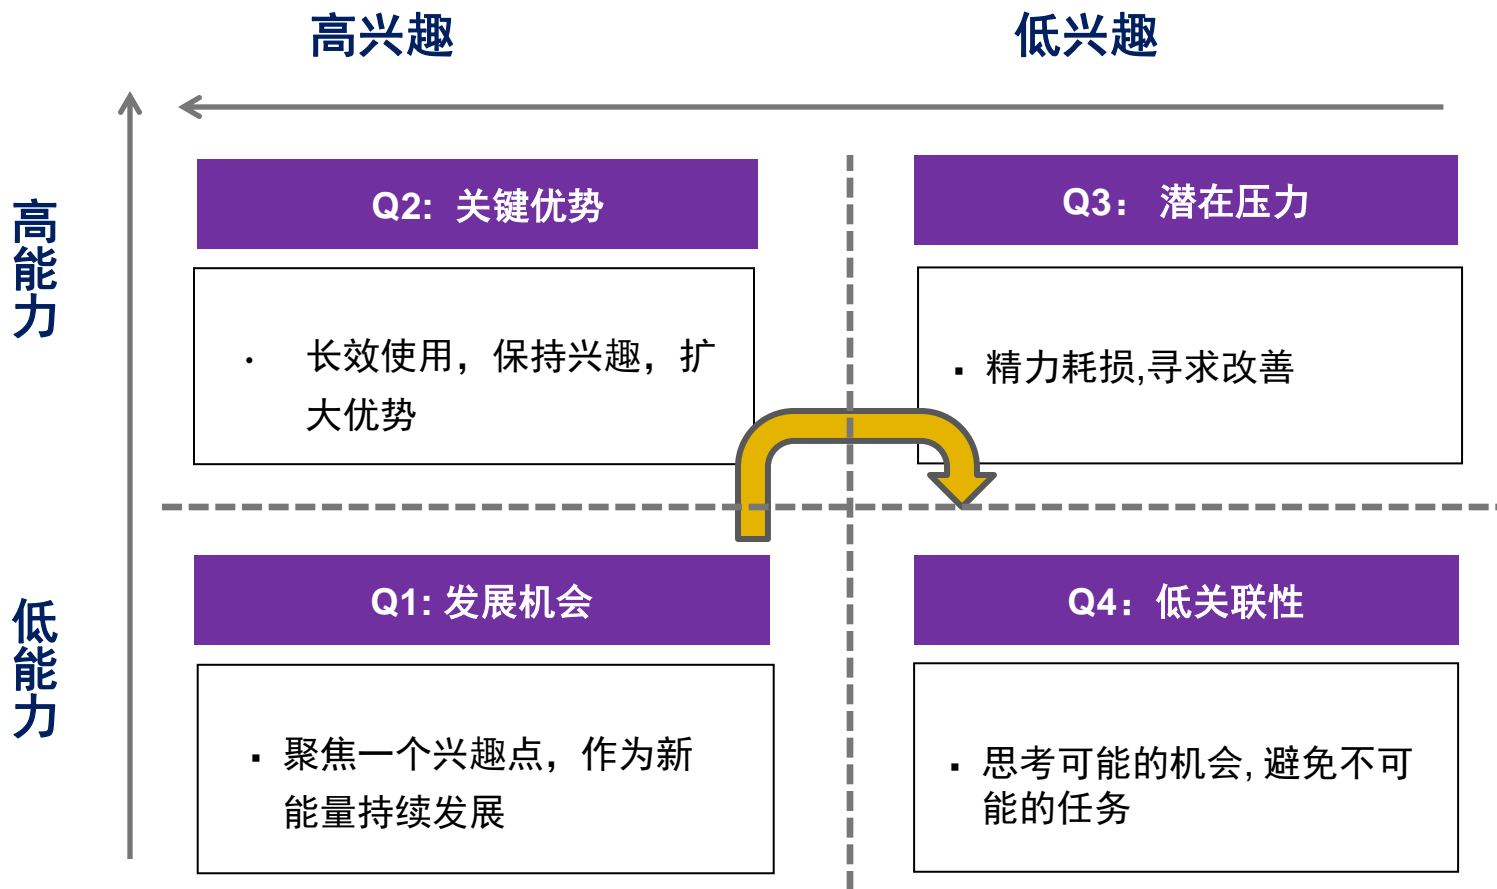 高兴趣
低兴趣
高能力
Q2: 关键优势
Q3： 潜在压力
• 长效使用，保持兴趣，扩
大优势
▪ 精力耗损,寻求改善
低能力
Q1: 发展机会
Q4：低关联性
▪ 聚焦一个兴趣点，作为新
能量持续发展
▪ 思考可能的机会, 避免不可
能的任务